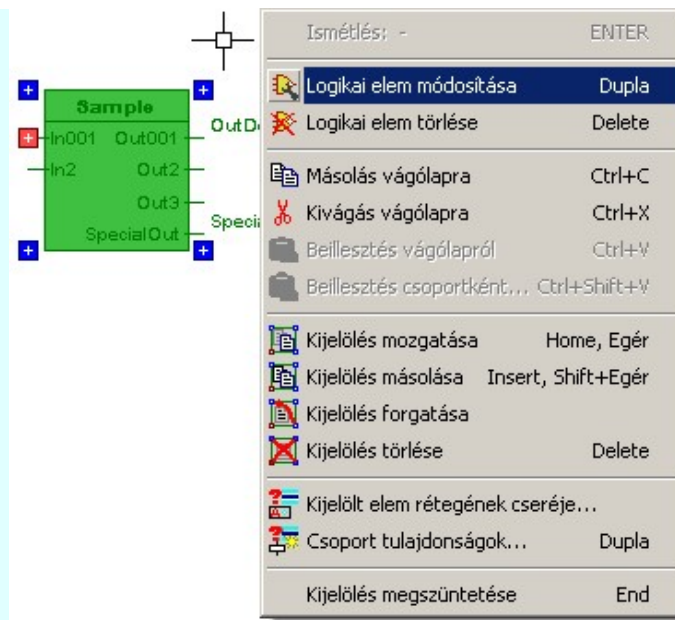 Sample
In001 Out001
In2 Out2
Out3
SpecialOut
Ismétlés: - ENTER
Logikai elem módosítása Dupla
Logikai elem törlése Delete
Másolás vágólapra Ctrl+C
Kivágás vágólapra Ctrl+X
Beillesztés vágólapról Ctrl+V
Beillesztés csoportként... Ctrl+Shift+V
Kijelölés mozgatása Home, Egér
Kijelölés másolása Insert, Shift+Egér
Kijelölés forgatása
Kijelölés törlése Delete
Kijelölt elem rétegének cseréje...
Csoport tulajdonságok... Dupla
Kijelölés megszüntetése End